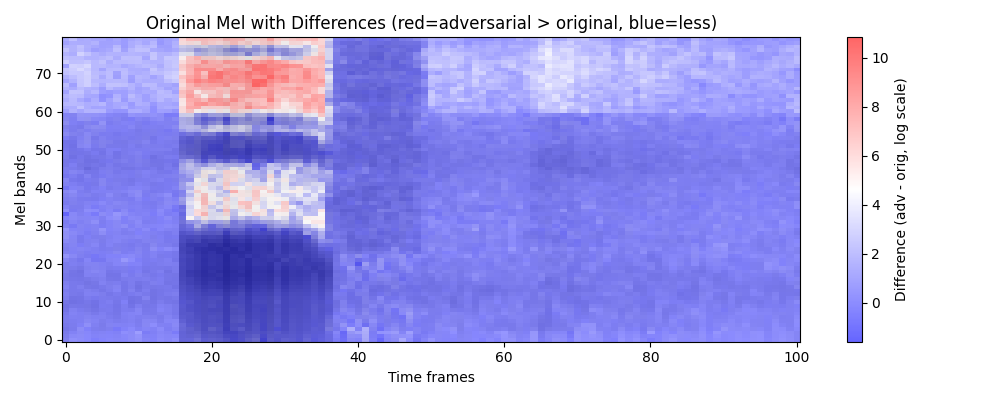 Original Mel with Differences (red=adversarial > original, blue=less)
Mel bands
70
60
50
40
30
20
10
0
0 20 40 60 80 100
Time frames
10
8
6
4
2
0
Difference (adv - orig, log scale)